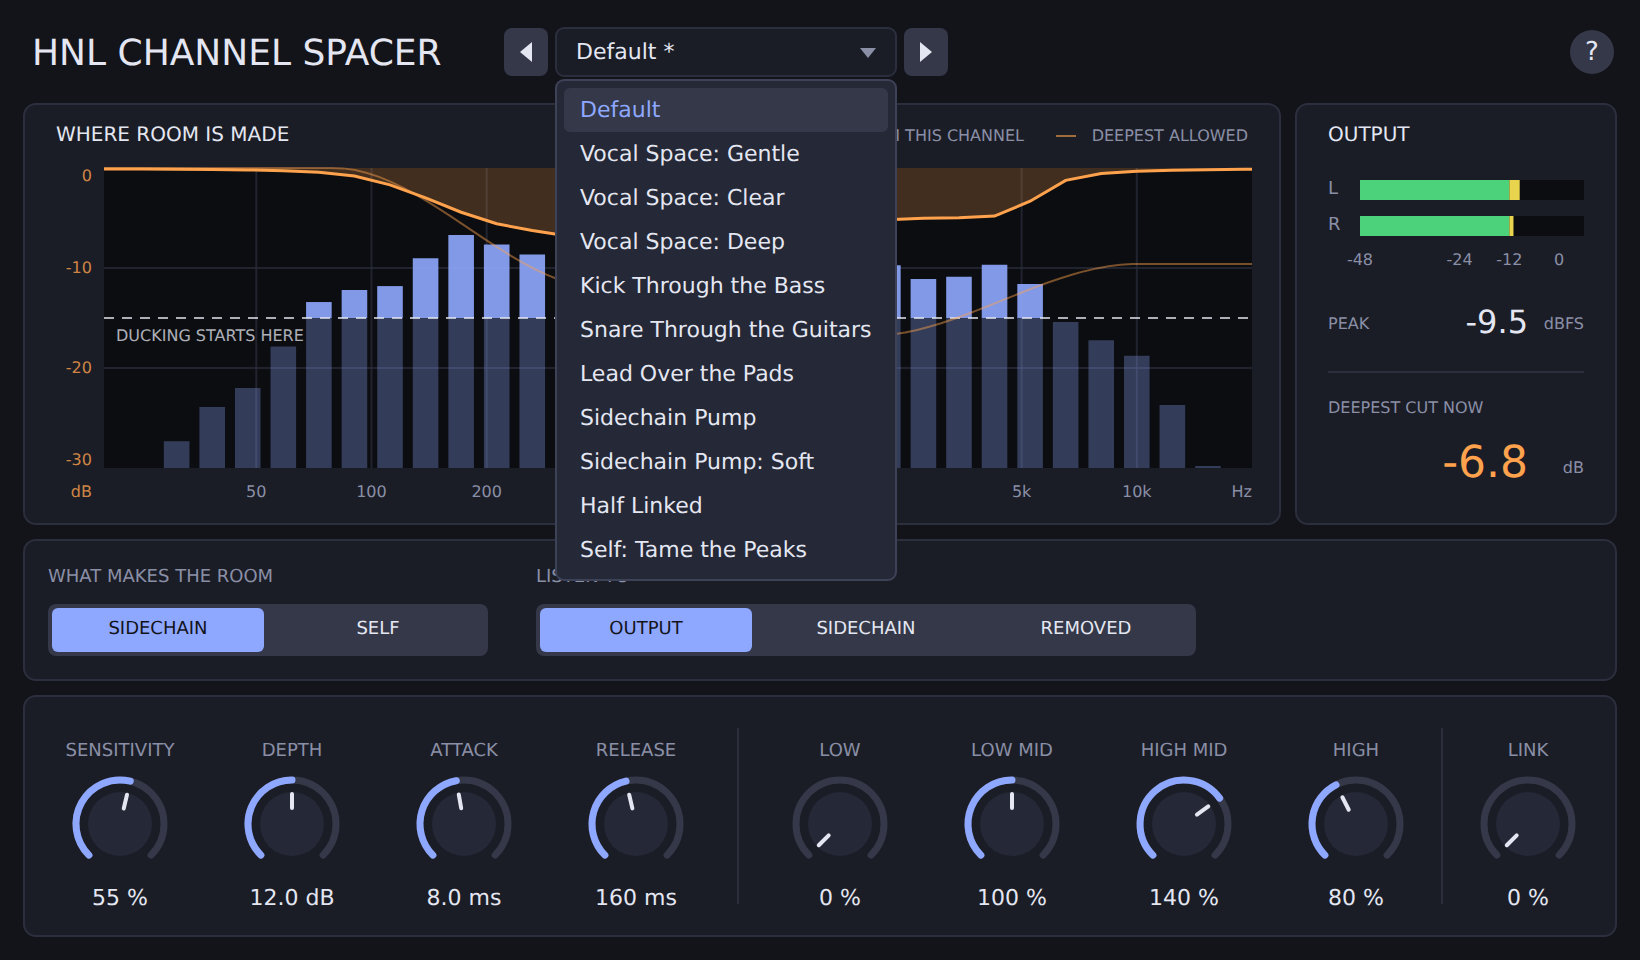 HNL CHANNEL SPACER
Default *
?
Default
Vocal Space: Gentle
Vocal Space: Clear
Vocal Space: Deep
Kick Through the Bass
Snare Through the Guitars
Lead Over the Pads
Sidechain Pump
Sidechain Pump: Soft
Half Linked
Self: Tame the Peaks
WHERE ROOM IS MADE
THIS CHANNEL
DEEPEST ALLOWED
0
-10
-20
-30
dB
DUCKING STARTS HERE
50
100
200
5k
10k
Hz
OUTPUT
L
R
-48
-24
-12
0
PEAK
-9.5
dBFS
DEEPEST CUT NOW
-6.8
dB
WHAT MAKES THE ROOM
SIDECHAIN
SELF
OUTPUT
SIDECHAIN
REMOVED
SENSITIVITY
DEPTH
ATTACK
RELEASE
LOW
LOW MID
HIGH MID
HIGH
LINK
55 %
12.0 dB
8.0 ms
160 ms
0 %
100 %
140 %
80 %
0 %